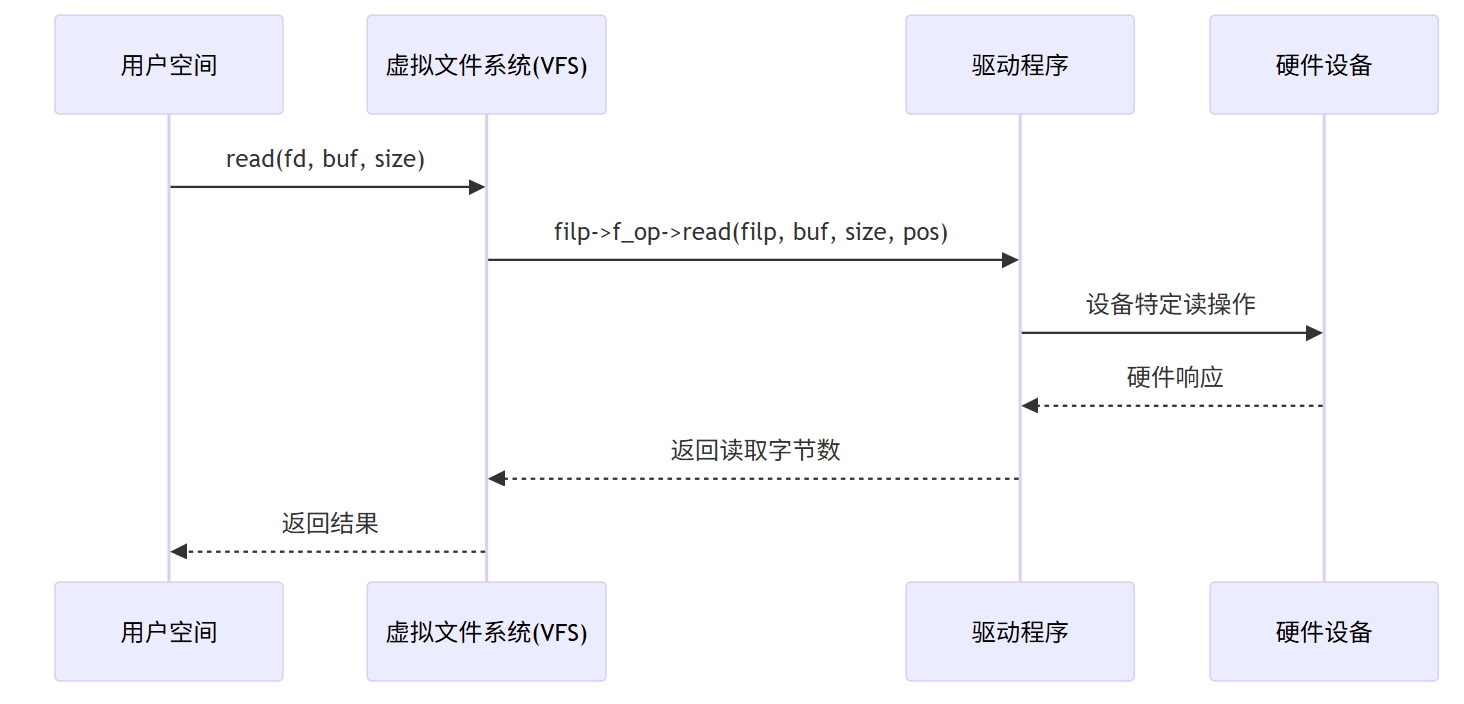 用户空间
虚拟文件系统(VFS)
驱动程序
硬件设备
read(fd, buf, size)
filp->f_op->read(filp, buf, size, pos)
设备特定读操作
硬件响应
返回读取字节数
返回结果
用户空间
虚拟文件系统(VFS)
驱动程序
硬件设备